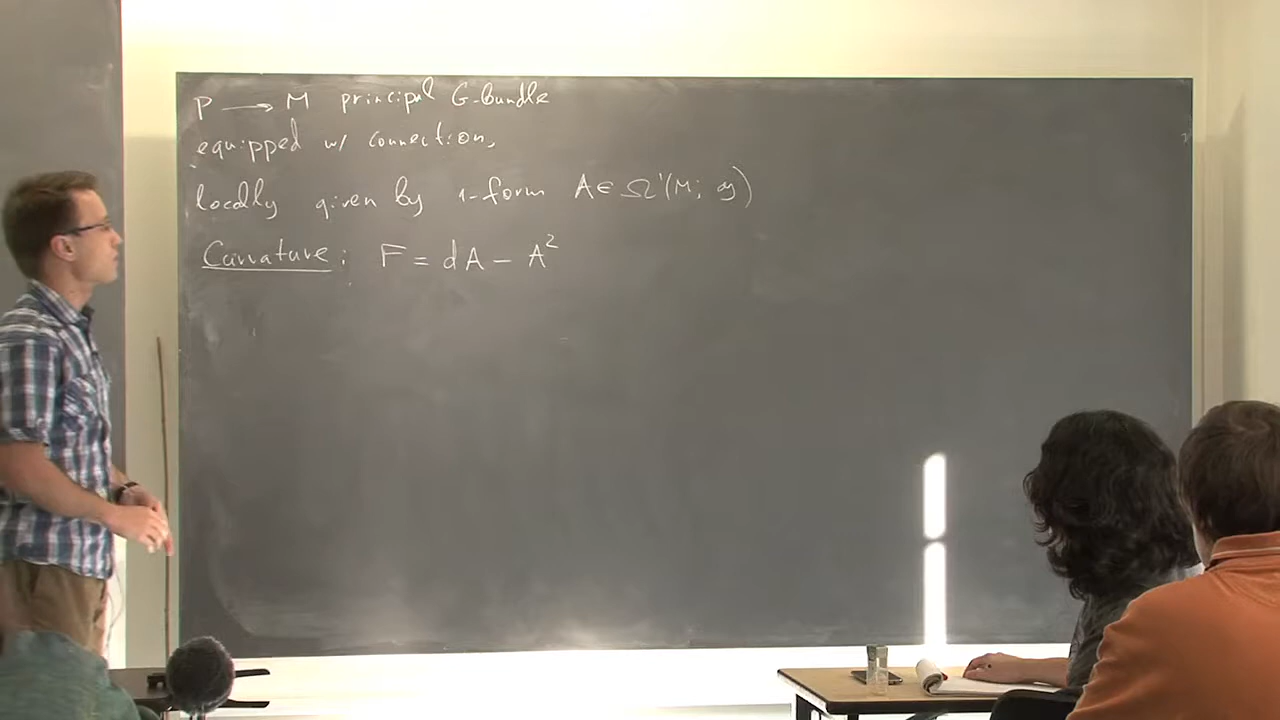 P → M principal G-Bundle
equipped w/ connection,
locally given by 1-form A ∈ Ω¹(M; 𝔤)
Curvature: F = dA − A²